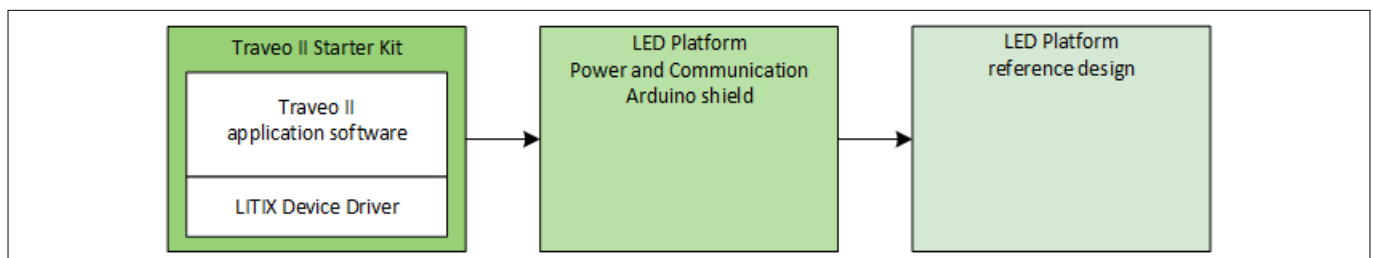 Traveo II Starter Kit
Traveo II
application software
LITIX Device Driver
LED Platform
Power and Communication
Arduino shield
LED Platform
reference design